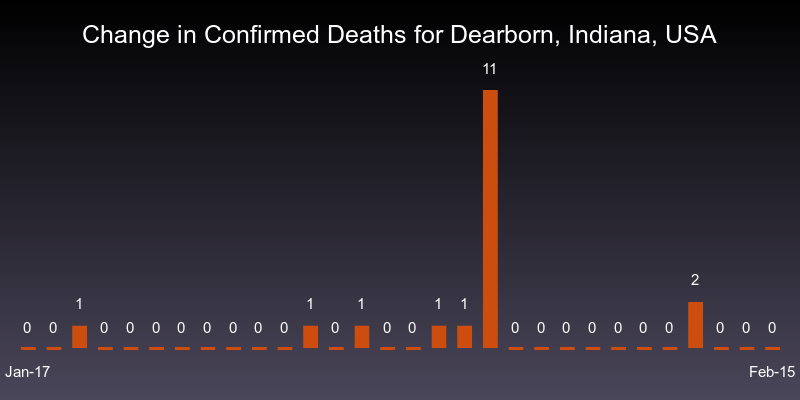 Change in Confirmed Deaths for Dearborn, Indiana, USA
11
2
1 1 1 1 1
0 0 0 0 0 0 0 0 0 0 0 0 0 0 0 0 0 0 0 0 0 0 0
Jan-17 Feb-15